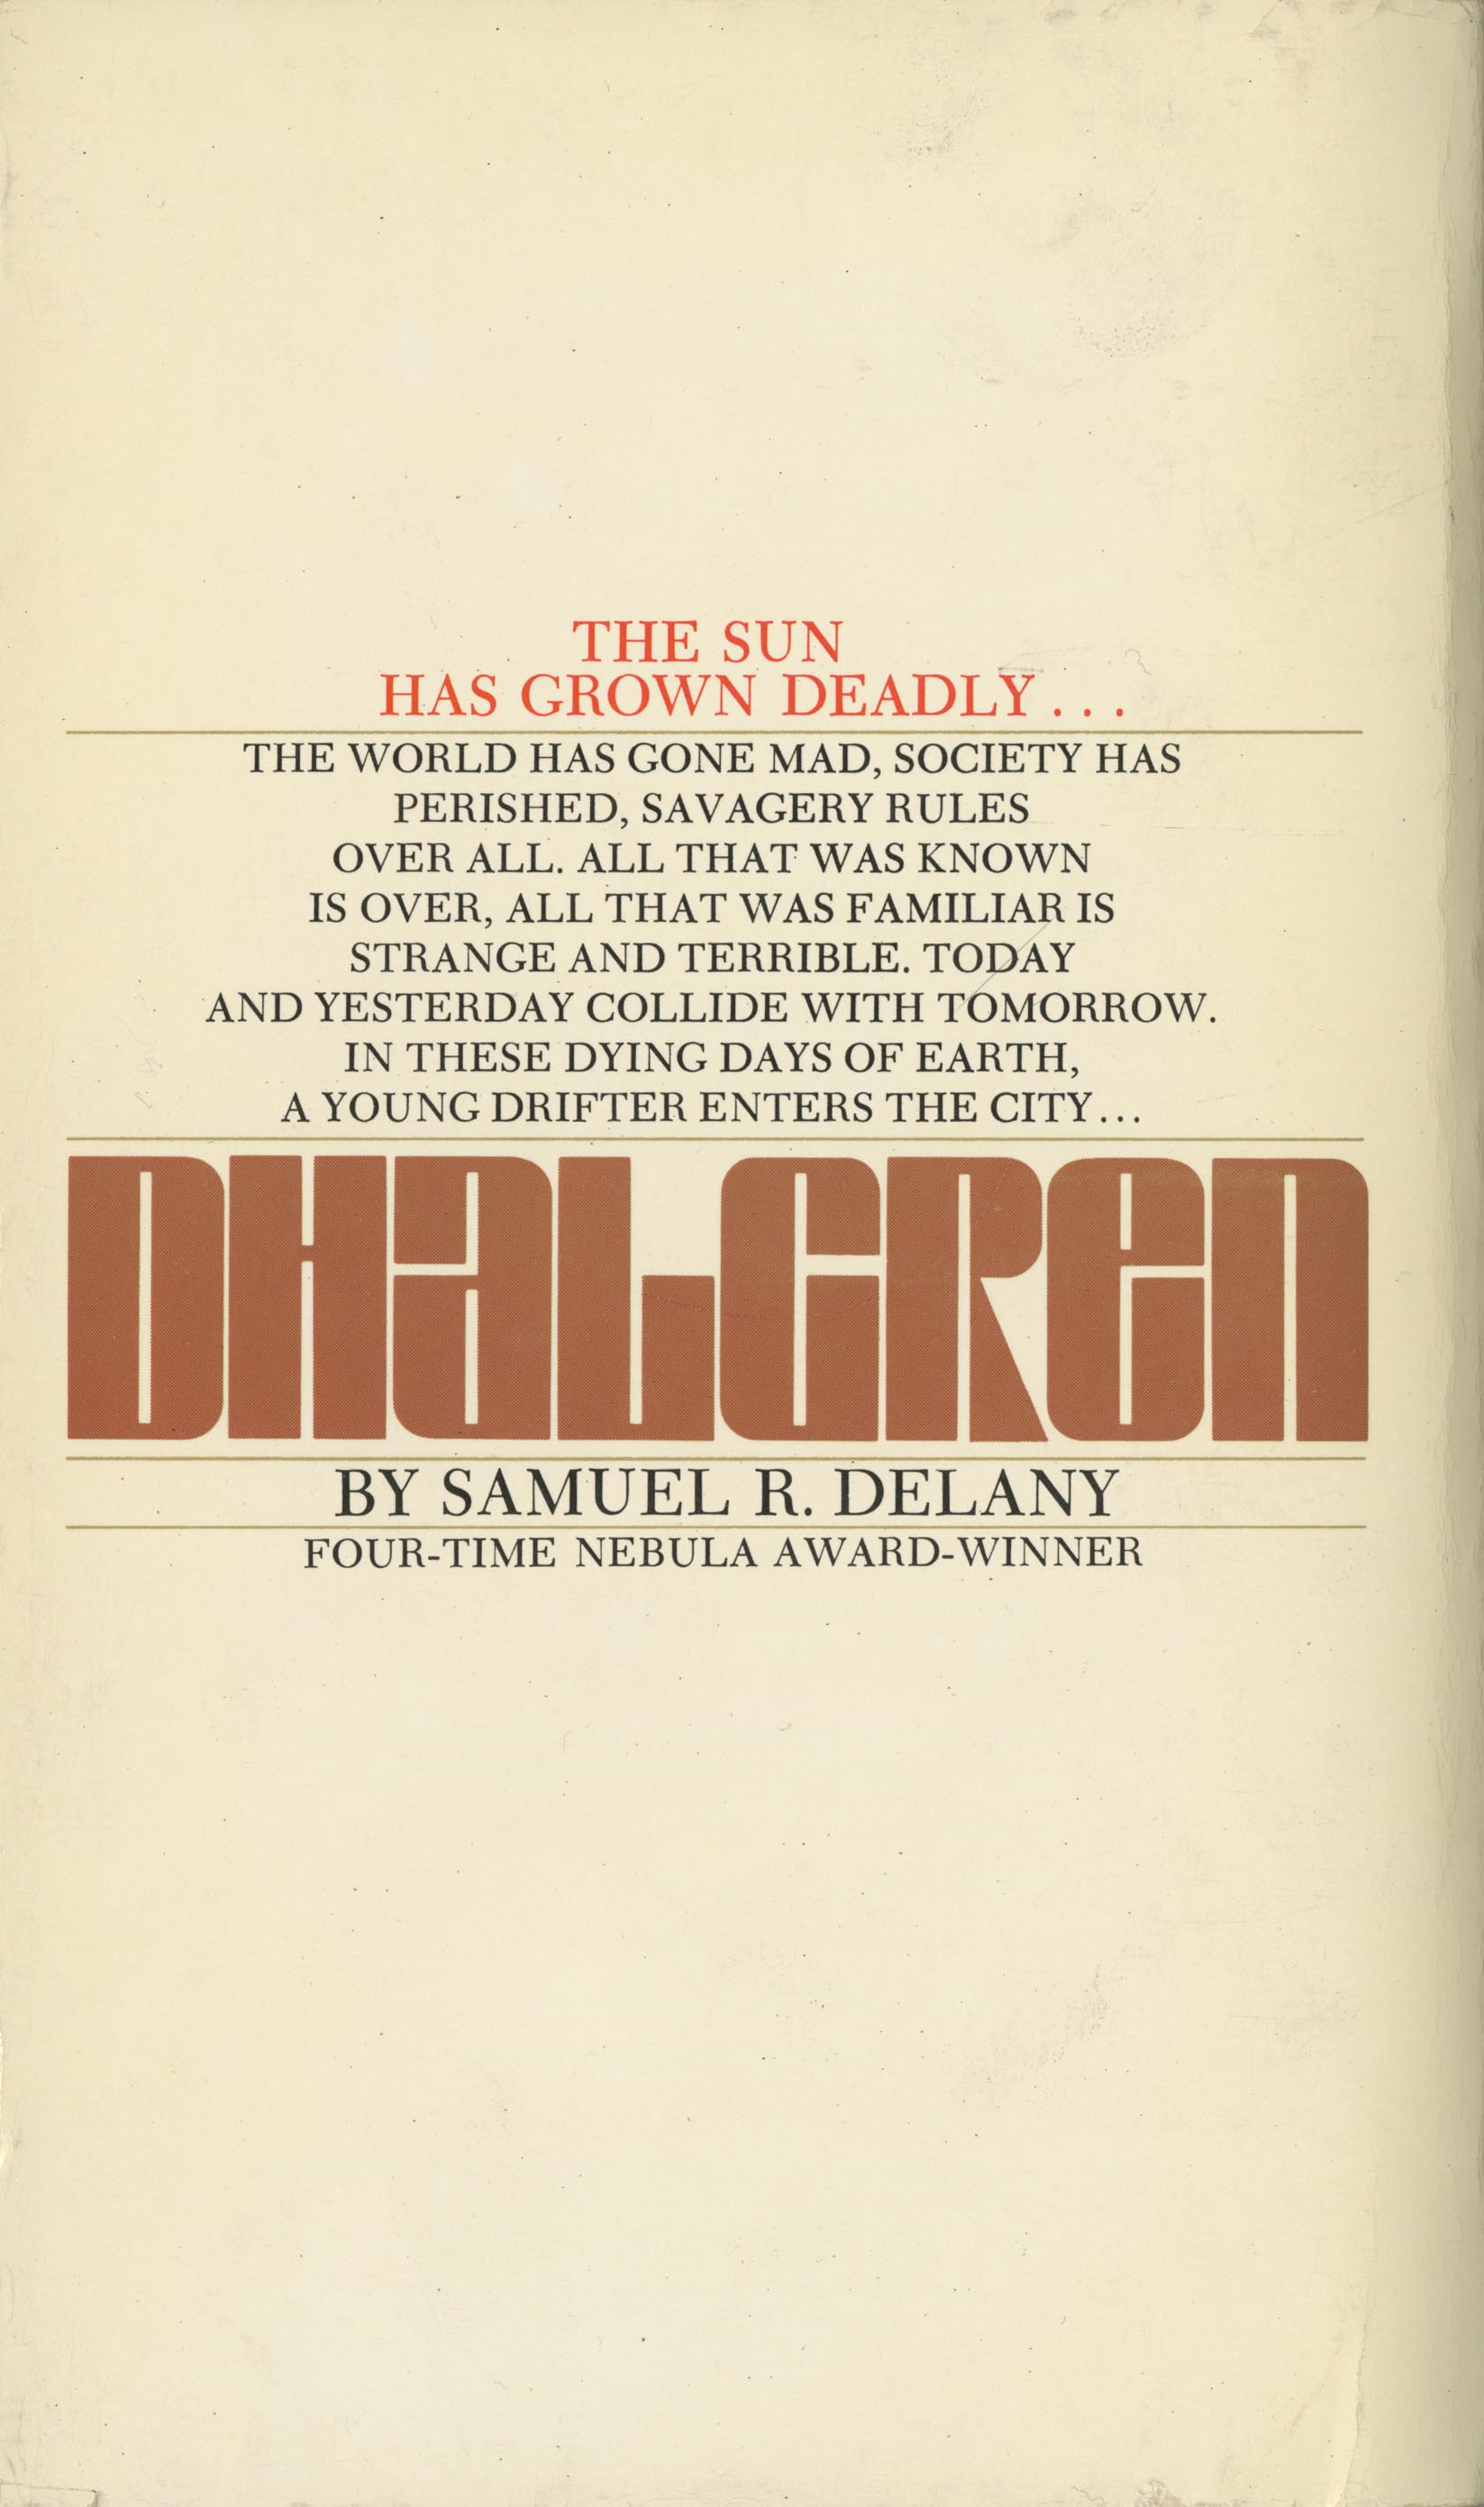 THE SUN
HAS GROWN DEADLY...
THE WORLD HAS GONE MAD, SOCIETY HAS
PERISHED, SAVAGERY RULES
OVER ALL. ALL THAT WAS KNOWN
IS OVER, ALL THAT WAS FAMILIAR IS
STRANGE AND TERRIBLE. TODAY
AND YESTERDAY COLLIDE WITH TOMORROW.
IN THESE DYING DAYS OF EARTH,
A YOUNG DRIFTER ENTERS THE CITY...
DHALGREN
BY SAMUEL R. DELANY
FOUR-TIME NEBULA AWARD-WINNER